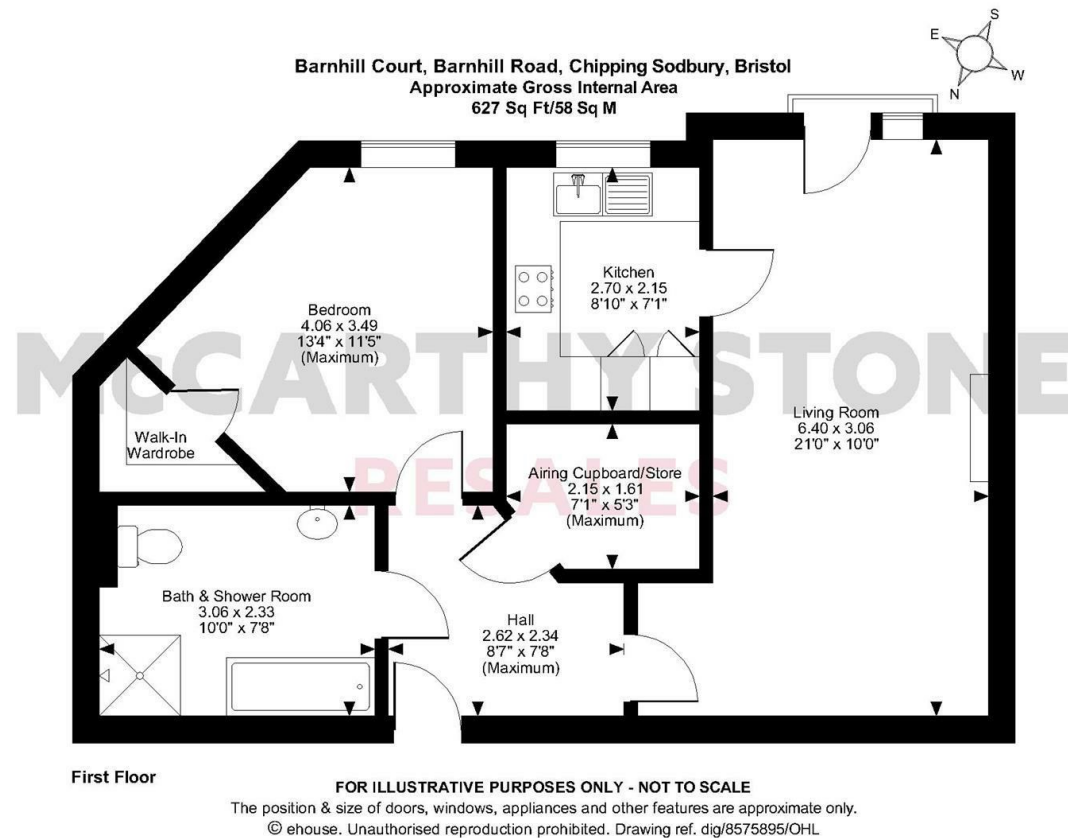 S
E
W
N
Barnhill Court, Barnhill Road, Chipping Sodbury, Bristol
Approximate Gross Internal Area
627 Sq Ft/58 Sq M
Kitchen
2.70 x 2.15
8'10" x 7'1"
Bedroom
4.06 x 3.49
13'4" x 11'5"
(Maximum)
McCARTHY STONE
RESALES
Walk-In
Wardrobe
Living Room
6.40 x 3.06
21'0" x 10'0"
Airing Cupboard/Store
2.15 x 1.61
7'1" x 5'3"
(Maximum)
Bath & Shower Room
3.06 x 2.33
10'0" x 7'8"
Hall
2.62 x 2.34
8'7" x 7'8"
(Maximum)
First Floor
FOR ILLUSTRATIVE PURPOSES ONLY - NOT TO SCALE
The position & size of doors, windows, appliances and other features are approximate only.
© ehouse. Unauthorised reproduction prohibited. Drawing ref. dig/8575895/OHL